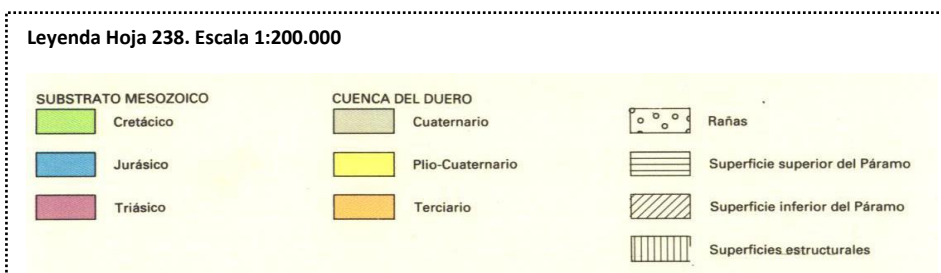 Leyenda Hoja 238. Escala 1:200.000
SUBSTRATO MESOZOICO
Cretácico
Jurásico
Triásico
CUENCA DEL DUERO
Cuaternario
Plio-Cuaternario
Terciario
Rañas
Superficie superior del Páramo
Superficie inferior del Páramo
Superficies estructurales